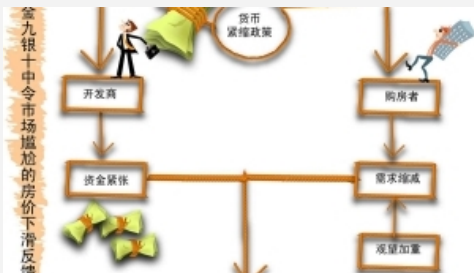 金九银十中令市场尴尬的房价下滑反馈
货币
紧缩政策
开发商
购房者
资金紧张
需求缩减
观望加重